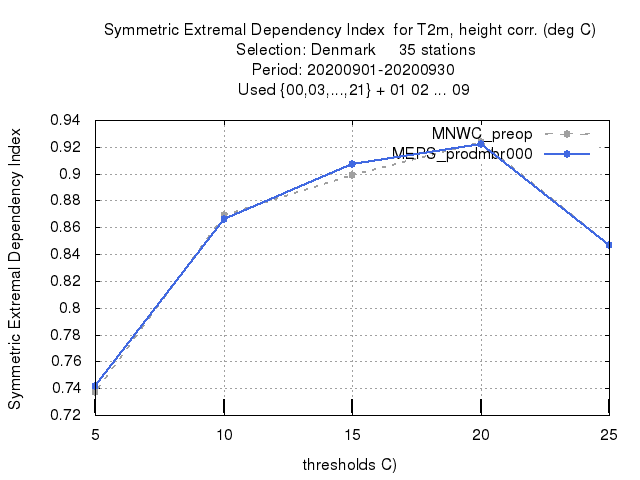 Symmetric Extremal Dependency Index  for T2m, height corr. (deg C)
Selection: Denmark     35 stations
Period: 20200901-20200930
Used {00,03,...,21} + 01 02 ... 09
Symmetric Extremal Dependency Index
0.94
0.92
0.9
0.88
0.86
0.84
0.82
0.8
0.78
0.76
0.74
0.72
MNWC_preop
MEPS_prodmbr000
5 10 15 20 25
thresholds C)